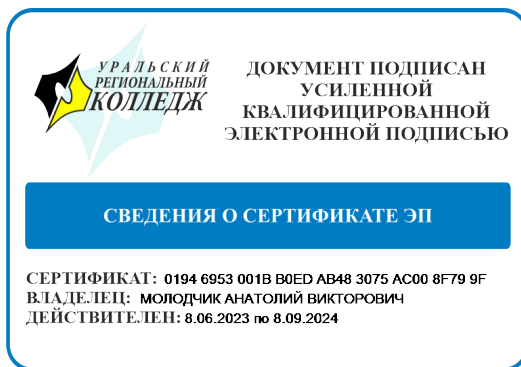 УРАЛЬСКИЙ
РЕГИОНАЛЬНЫЙ
КОЛЛЕДЖ
ДОКУМЕНТ ПОДПИСАН
УСИЛЕННОЙ
КВАЛИФИЦИРОВАННОЙ
ЭЛЕКТРОННОЙ ПОДПИСЬЮ
СВЕДЕНИЯ О СЕРТИФИКАТЕ ЭП
СЕРТИФИКАТ: 0194 6953 001B B0ED AB48 3075 AC00 8F79 9F
ВЛАДЕЛЕЦ: МОЛОДЧИК АНАТОЛИЙ ВИКТОРОВИЧ
ДЕЙСТВИТЕЛЕН: 8.06.2023 по 8.09.2024